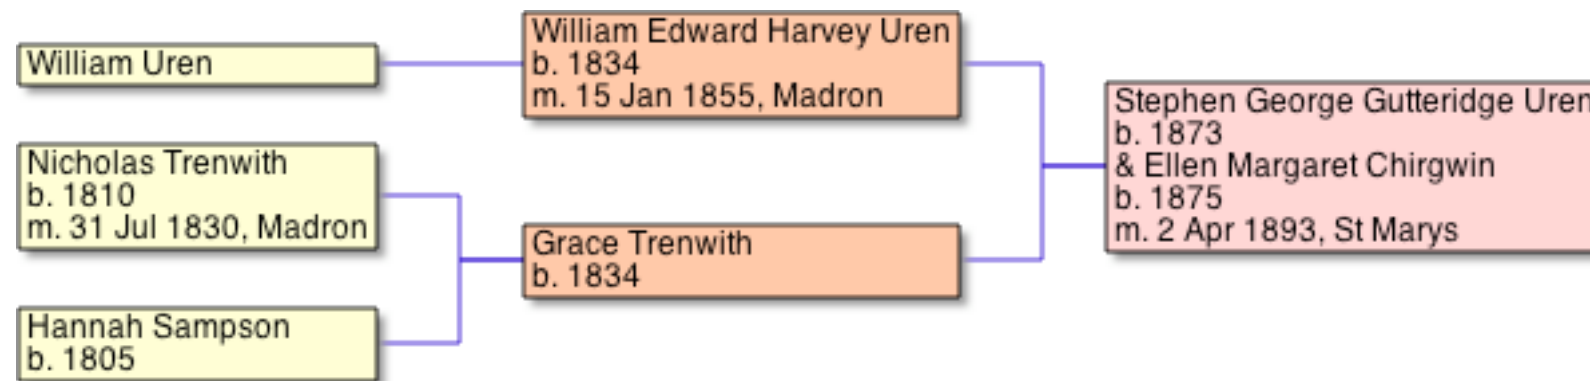 William Uren
Nicholas Trenwith
b. 1810
m. 31 Jul 1830, Madron
Hannah Sampson
b. 1805
William Edward Harvey Uren
b. 1834
m. 15 Jan 1855, Madron
Grace Trenwith
b. 1834
Stephen George Gutteridge Uren
b. 1873
& Ellen Margaret Chirgwin
b. 1875
m. 2 Apr 1893, St Marys